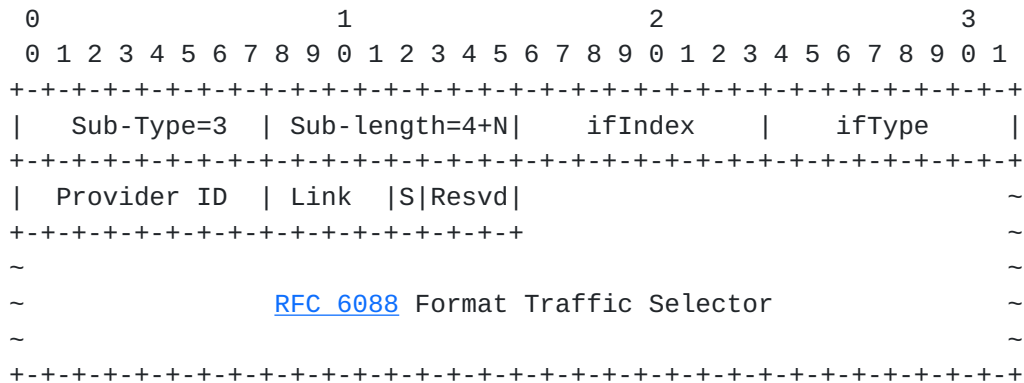 0                   1                   2                   3
 0 1 2 3 4 5 6 7 8 9 0 1 2 3 4 5 6 7 8 9 0 1 2 3 4 5 6 7 8 9 0 1
+-+-+-+-+-+-+-+-+-+-+-+-+-+-+-+-+-+-+-+-+-+-+-+-+-+-+-+-+-+-+-+-+
|   Sub-Type=3  | Sub-length=4+N|    ifIndex    |    ifType     |
+-+-+-+-+-+-+-+-+-+-+-+-+-+-+-+-+-+-+-+-+-+-+-+-+-+-+-+-+-+-+-+-+
|  Provider ID  | Link  |S|Resvd|                               ~
+-+-+-+-+-+-+-+-+-+-+-+-+-+-+-+-+                               ~
~                                                               ~
~                RFC 6088 Format Traffic Selector               ~
~                                                               ~
+-+-+-+-+-+-+-+-+-+-+-+-+-+-+-+-+-+-+-+-+-+-+-+-+-+-+-+-+-+-+-+-+